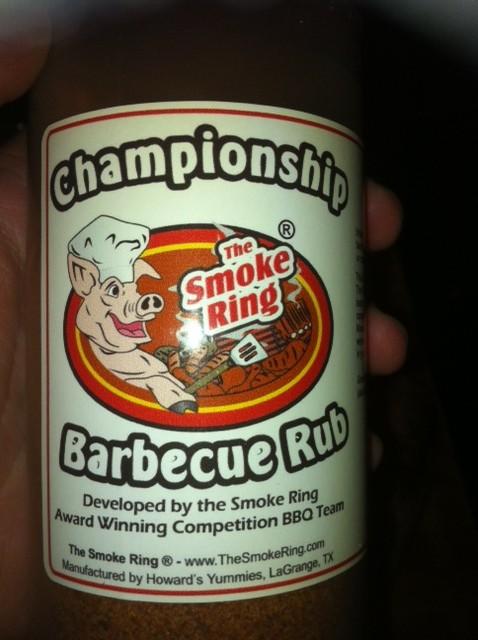 Championship
The
Smoke
Ring
®
Barbecue Rub
Developed by the Smoke Ring
Award Winning Competition BBQ Team
The Smoke Ring ® - www.TheSmokeRing.com
Manufactured by Howard's Yummies, LaGrange, TX